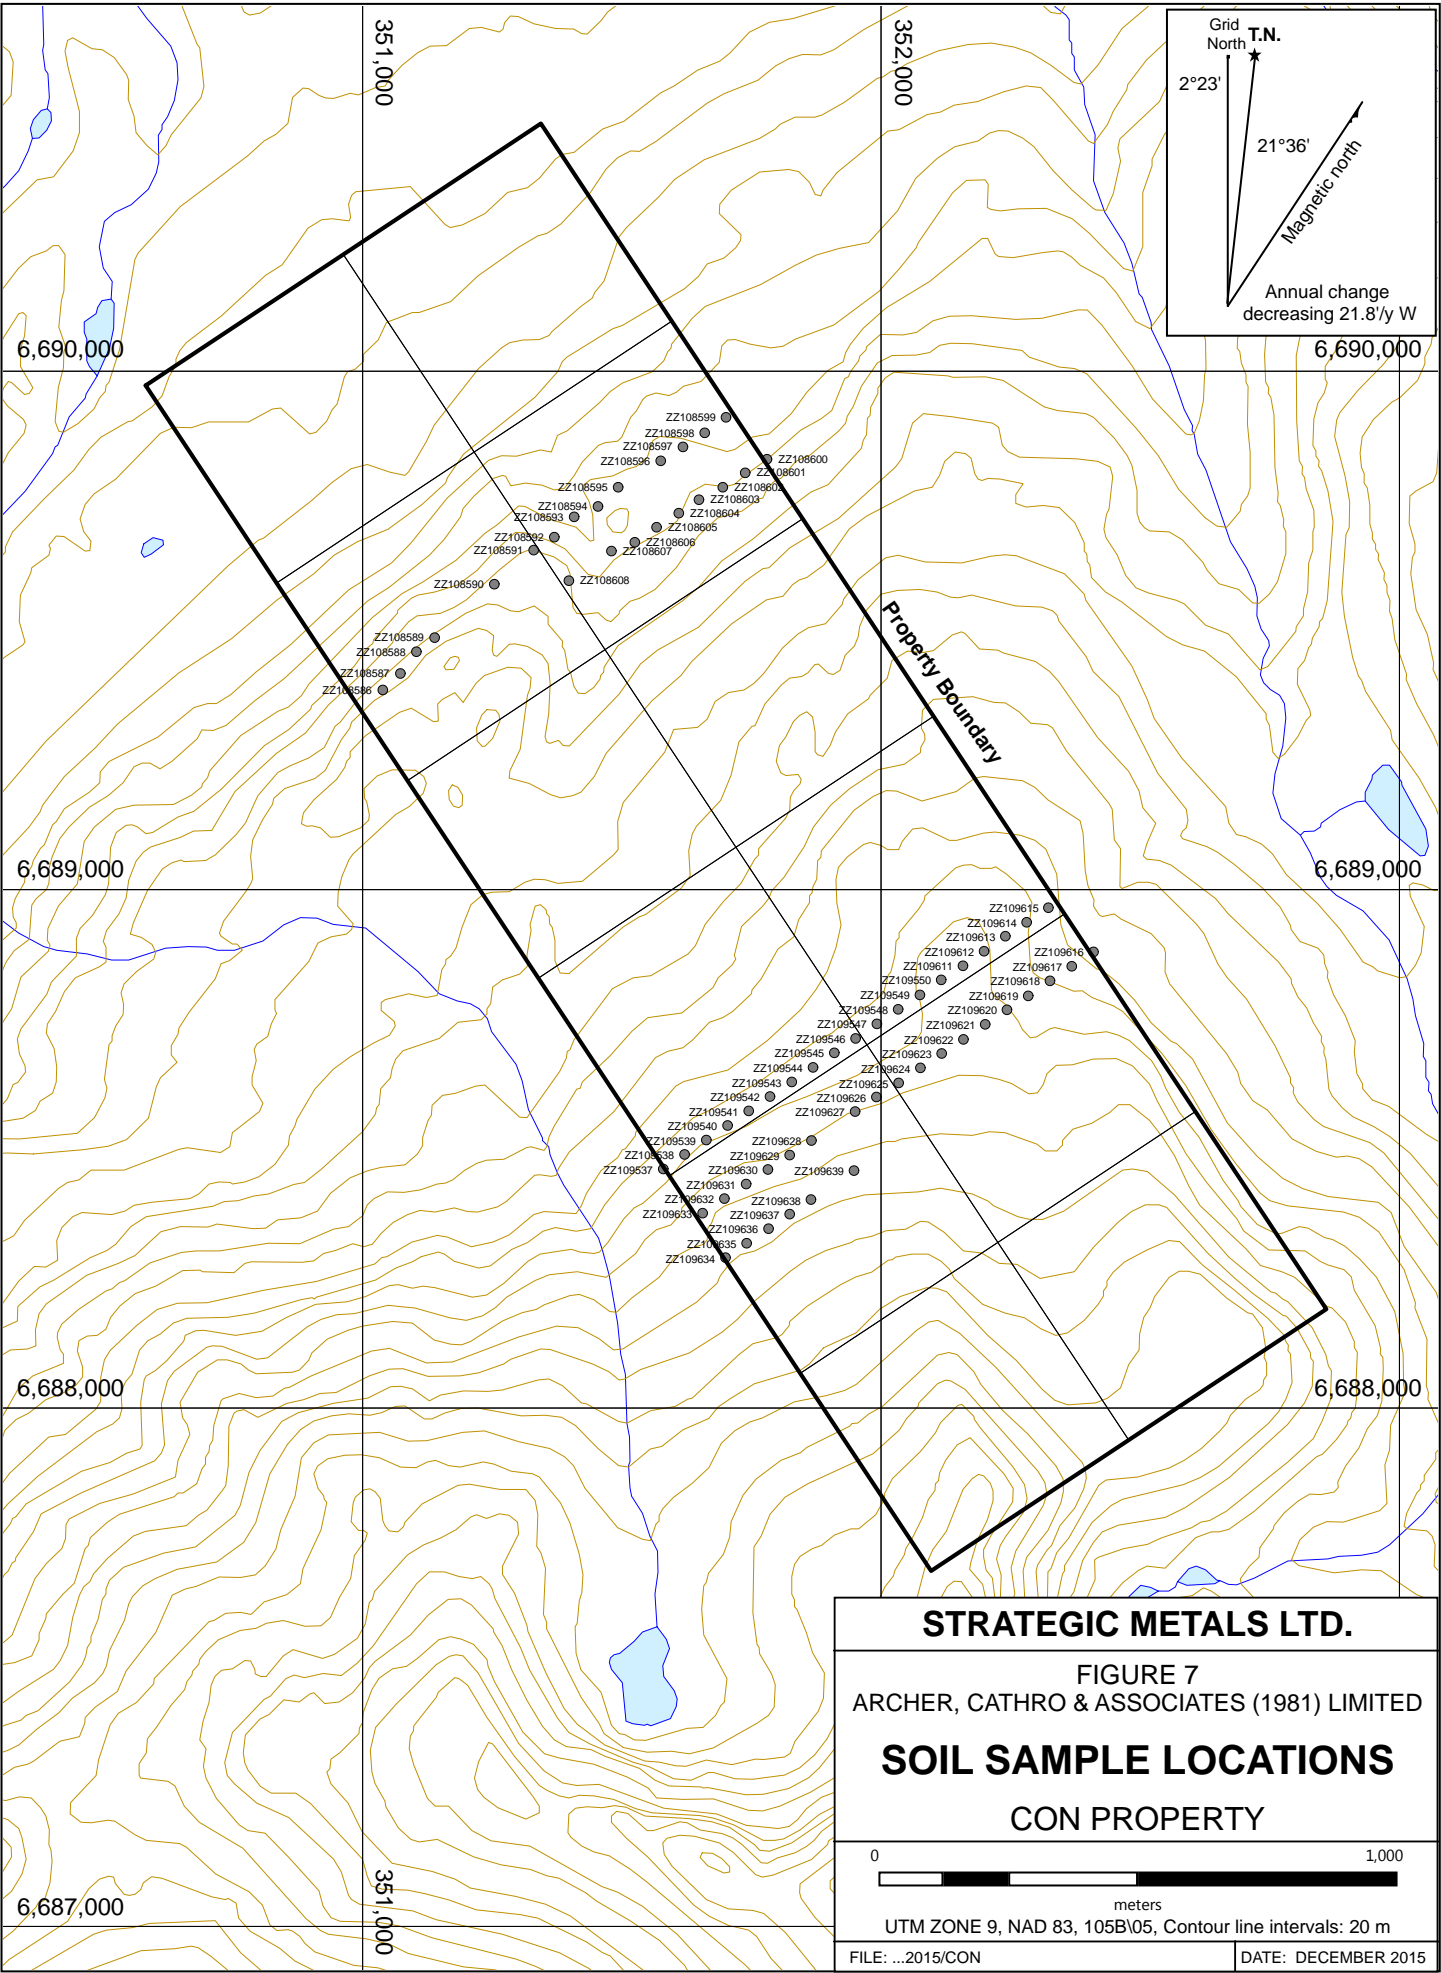 351,000
352,000
Grid
North
T.N.
2°23'
21°36'
Magnetic north
Annual change
decreasing 21.8'/y W
6,690,000
6,690,000
ZZ108599
ZZ108598
ZZ108597
ZZ108596
ZZ108600
ZZ108601
ZZ108595
ZZ108602
ZZ108594
ZZ108603
ZZ108593
ZZ108604
ZZ108592
ZZ108605
ZZ108591
ZZ108606
ZZ108607
ZZ108590
ZZ108608
ZZ108589
ZZ108588
ZZ108587
ZZ108586
Property Boundary
6,689,000
6,689,000
ZZ109615
ZZ109614
ZZ109613
ZZ109612
ZZ109616
ZZ109611
ZZ109617
ZZ109550
ZZ109618
ZZ109549
ZZ109619
ZZ109548
ZZ109620
ZZ109547
ZZ109621
ZZ109546
ZZ109622
ZZ109545
ZZ109623
ZZ109544
ZZ109624
ZZ109543
ZZ109625
ZZ109542
ZZ109626
ZZ109541
ZZ109627
ZZ109540
ZZ109539
ZZ109628
ZZ109538
ZZ109629
ZZ109537
ZZ109630
ZZ109639
ZZ109631
ZZ109632
ZZ109638
ZZ109633
ZZ109637
ZZ109636
ZZ109635
ZZ109634
6,688,000
6,688,000
351,000
6,687,000
STRATEGIC METALS LTD.
FIGURE 7
ARCHER, CATHRO & ASSOCIATES (1981) LIMITED
SOIL SAMPLE LOCATIONS
CON PROPERTY
0
1,000
meters
UTM ZONE 9, NAD 83, 105B\05, Contour line intervals: 20 m
FILE: ...2015/CON
DATE: DECEMBER 2015